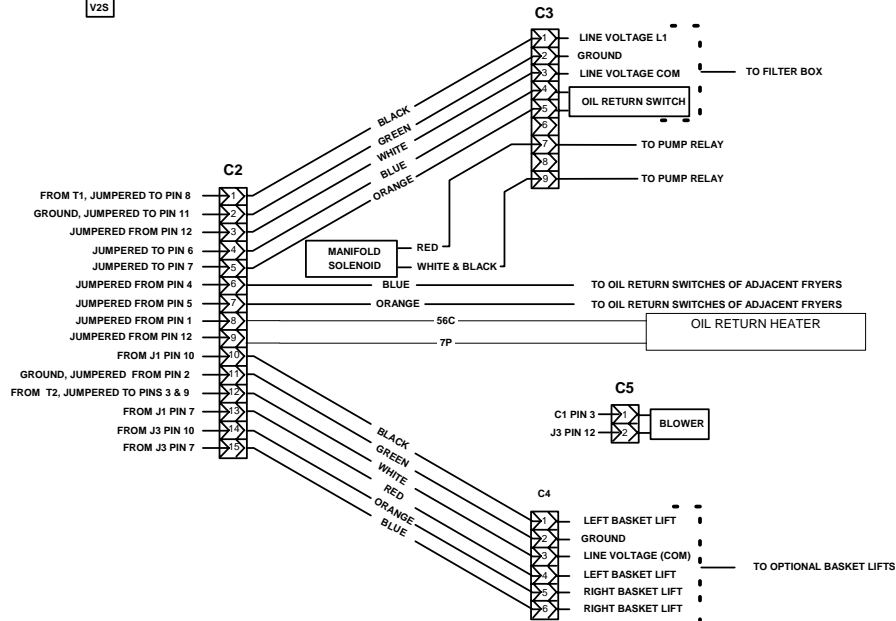 V2S
C3
1
LINE VOLTAGE L1
2
GROUND
3
LINE VOLTAGE COM
TO FILTER BOX
4
OIL RETURN SWITCH
5
6
7
TO PUMP RELAY
8
9
TO PUMP RELAY
BLACK
GREEN
WHITE
BLUE
ORANGE
C2
FROM T1, JUMPERED TO PIN 8
1
GROUND, JUMPERED TO PIN 11
2
JUMPERED FROM PIN 12
3
JUMPERED TO PIN 6
4
JUMPERED TO PIN 7
5
MANIFOLD
SOLENOID
RED
WHITE & BLACK
JUMPERED FROM PIN 4
6
BLUE
TO OIL RETURN SWITCHES OF ADJACENT FRYERS
JUMPERED FROM PIN 5
7
ORANGE
TO OIL RETURN SWITCHES OF ADJACENT FRYERS
JUMPERED FROM PIN 1
8
56C
OIL RETURN HEATER
JUMPERED FROM PIN 12
9
7P
FROM J1 PIN 10
10
GROUND, JUMPERED FROM PIN 2
11
FROM T2, JUMPERED TO PINS 3 & 9
12
FROM J1 PIN 7
13
FROM J3 PIN 10
14
FROM J3 PIN 7
15
C5
C1 PIN 3
1
J3 PIN 12
2
BLOWER
BLACK
GREEN
WHITE
RED
ORANGE
BLUE
C4
1
LEFT BASKET LIFT
2
GROUND
3
LINE VOLTAGE (COM)
TO OPTIONAL BASKET LIFTS
4
LEFT BASKET LIFT
5
RIGHT BASKET LIFT
6
RIGHT BASKET LIFT